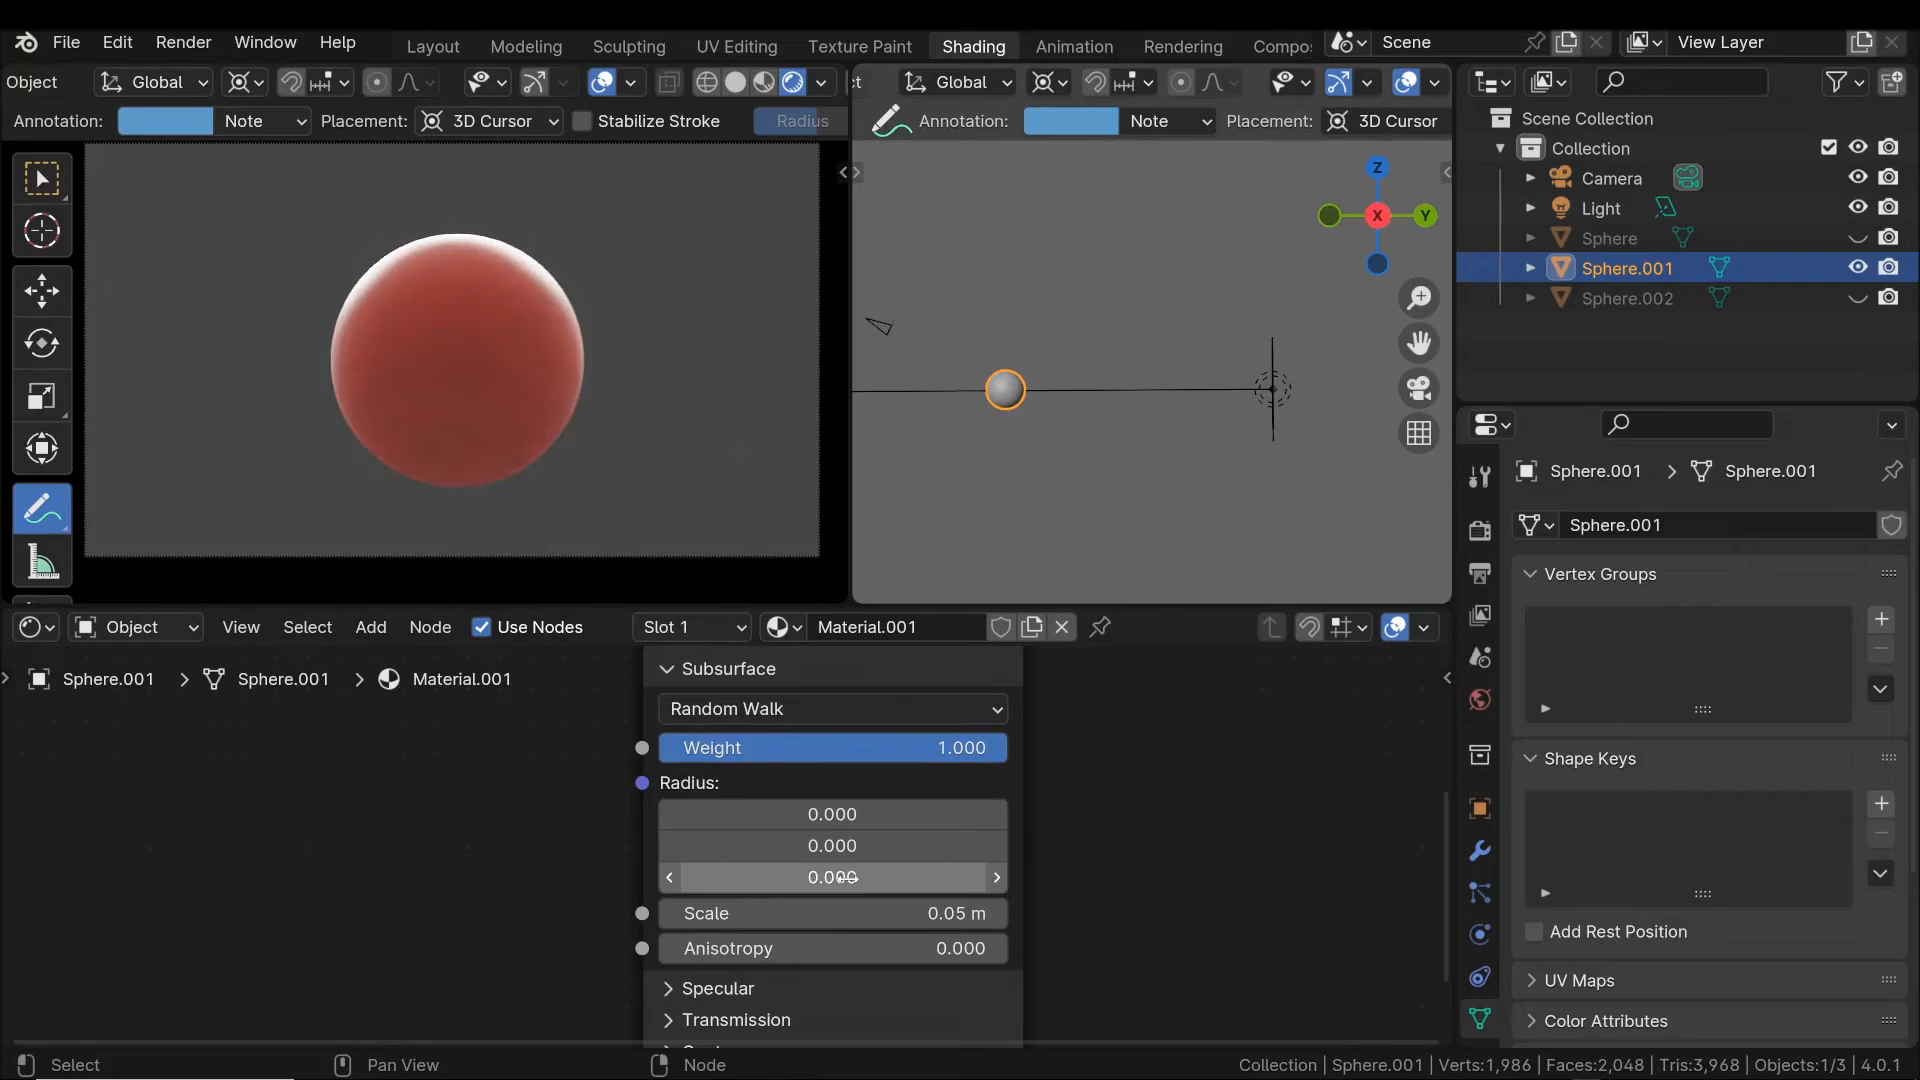 File Edit Render Window Help Layout Modeling Sculpting UV Editing Texture Paint Shading Animation Rendering Compo: Scene View Layer
Object Global ct Global
Annotation: Note Placement: 3D Cursor Stabilize Stroke Radius Annotation: Note Placement: 3D Cursor
Scene Collection
Collection
Camera
Light
Sphere
Sphere.001
Sphere.002
Z
X
Y
Sphere.001 Sphere.001
Sphere.001
Vertex Groups
Shape Keys
Add Rest Position
UV Maps
Color Attributes
Object View Select Add Node Use Nodes Slot 1 Material.001
Sphere.001 Sphere.001 Material.001
Subsurface
Random Walk
Weight 1.000
Radius:
0.000
0.000
0.000
Scale 0.05 m
Anisotropy 0.000
Specular
Transmission
Select Pan View Node Collection | Sphere.001 | Verts:1,986 | Faces:2,048 | Tris:3,968 | Objects:1/3 | 4.0.1